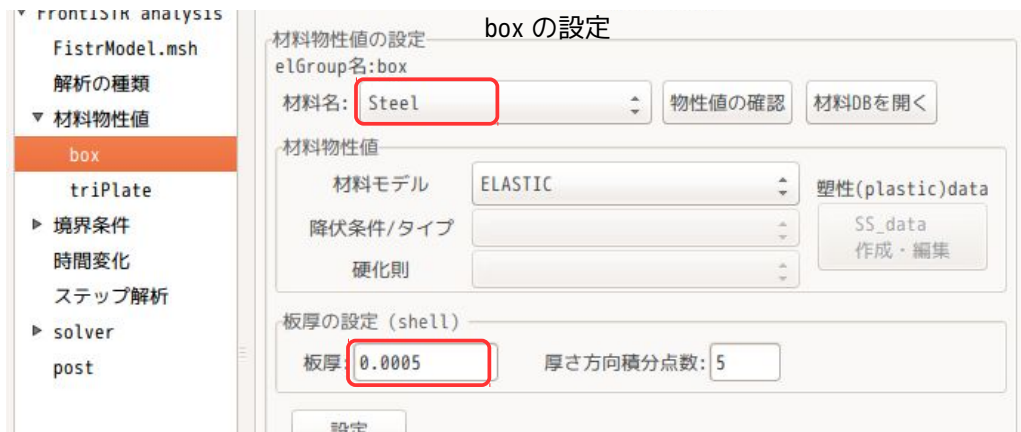 ▼ FrontISTR analysis
FistrModel.msh
解析の種類
▼ 材料物性値
box
triPlate
▶ 境界条件
時間変化
ステップ解析
▶ solver
post
box の設定
材料物性値の設定
elGroup名:box
材料名: Steel 物性値の確認 材料DBを開く
材料物性値
材料モデル ELASTIC 塑性(plastic)data
降伏条件/タイプ SS_data
作成・編集
硬化則
板厚の設定 (shell)
板厚: 0.0005 厚さ方向積分点数: 5
設定